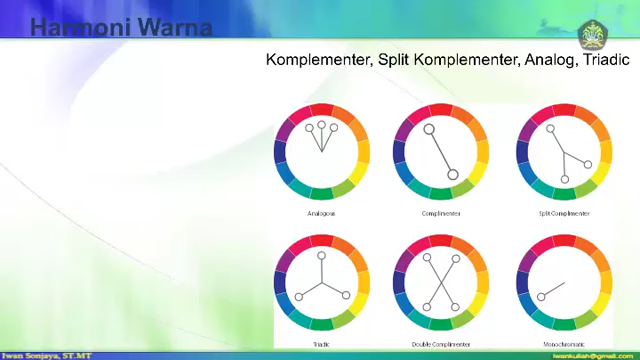 Harmoni Warna
Komplementer, Split Komplementer, Analog, Triadic
Analogous
Complimenter
Split Complimenter
Triadic
Double Complimenter
Monochromatic
Iwan Sonjaya, ST.MT
iwankuliah@gmail.com